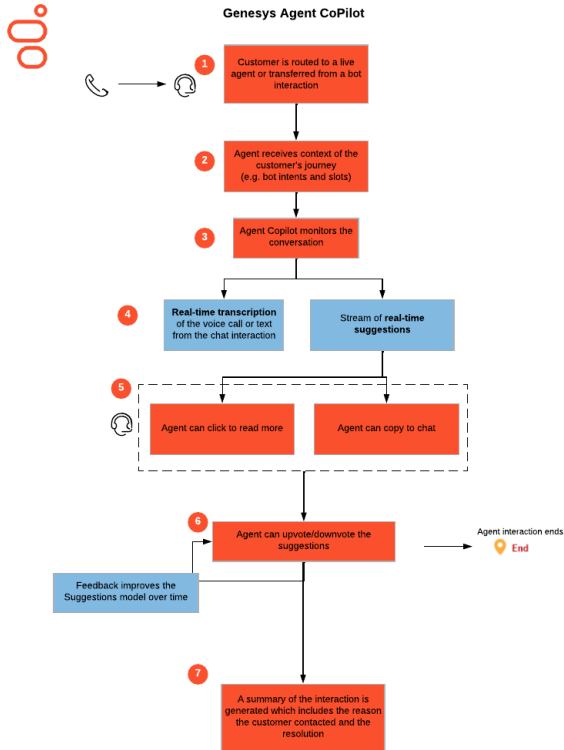 Genesys Agent CoPilot
1
Customer is routed to a live
agent or transferred from a bot
interaction
2
Agent receives context of the
customer's journey
(e.g. bot intents and slots)
3
Agent Copilot monitors the
conversation
4
Real-time transcription
of the voice call or text
from the chat interaction
Stream of real-time
suggestions
5
Agent can click to read more
Agent can copy to chat
6
Agent can upvote/downvote the
suggestions
Agent interaction ends
End
Feedback improves the
Suggestions model over time
7
A summary of the interaction is
generated which includes the reason
the customer contacted and the
resolution